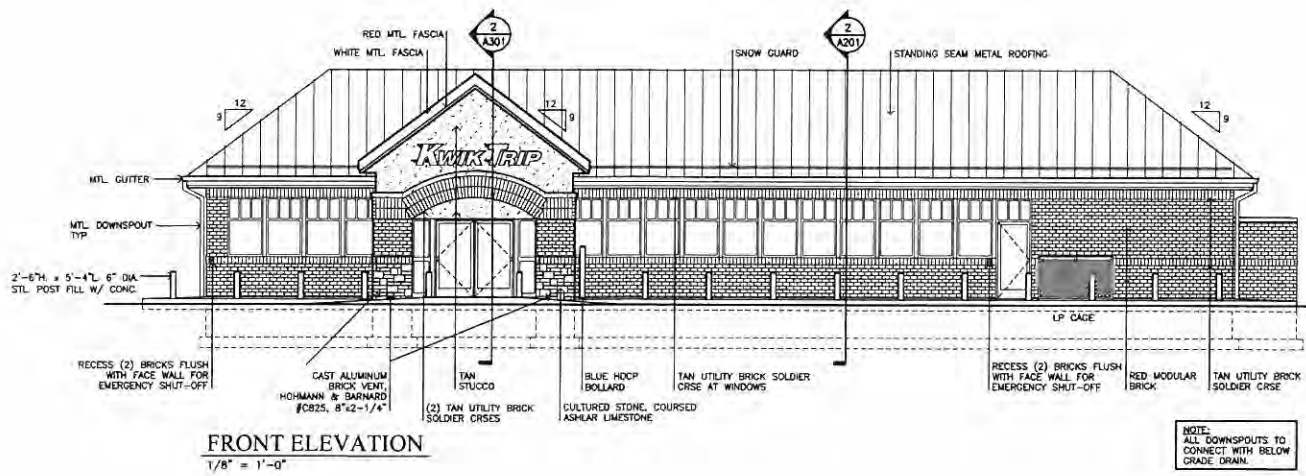 2
A301
2
A201
RED MTL. FASCIA
WHITE MTL. FASCIA
SNOW GUARD
STANDING SEAM METAL ROOFING
12
9
12
9
12
9
KWIK TRIP
MTL. GUTTER
MTL. DOWNSPOUT
TYP.
2'-6"H. x 5'-4"L. 6" DIA.
STL. POST FILL W/ CONC.
LP CAGE
RECESS (2) BRICKS FLUSH
WITH FACE WALL FOR
EMERGENCY SHUT-OFF
CAST ALUMINUM
BRICK VENT,
HOHMANN & BARNARD
#CB25, 8"x2-1/4"
(2) TAN UTILITY BRICK
SOLDIER CRSES
TAN
STUCCO
CULTURED STONE, COURSED
ASHLAR LIMESTONE
BLUE HDCP
BOLLARD
TAN UTILITY BRICK SOLDIER
CRSE AT WINDOWS
RECESS (2) BRICKS FLUSH
WITH FACE WALL FOR
EMERGENCY SHUT-OFF
RED MODULAR
BRICK
TAN UTILITY BRICK
SOLDIER CRSE
FRONT ELEVATION
1/8" = 1'-0"
NOTE:
ALL DOWNSPOUTS TO
CONNECT WITH BELOW
GRADE DRAIN.